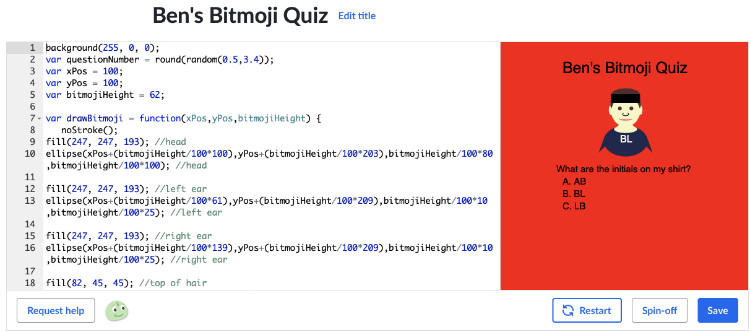 Ben's Bitmoji Quiz Edit title
1 background(255, 0, 0);
2 var questionNumber = round(random(0.5,3.4));
3 var xPos = 100;
4 var yPos = 100;
5 var bitmojiHeight = 62;
6
7 var drawBitmoji = function(xPos,yPos,bitmojiHeight) {
8 noStroke();
9 fill(247, 247, 193); //head
10 ellipse(xPos+(bitmojiHeight/100*100),yPos+(bitmojiHeight/100*203),bitmojiHeight/100*80
,bitmojiHeight/100*100); //head
11
12 fill(247, 247, 193); //left ear
13 ellipse(xPos+(bitmojiHeight/100*61),yPos+(bitmojiHeight/100*209),bitmojiHeight/100*10
,bitmojiHeight/100*25); //left ear
14
15 fill(247, 247, 193); //right ear
16 ellipse(xPos+(bitmojiHeight/100*139),yPos+(bitmojiHeight/100*209),bitmojiHeight/100*10
,bitmojiHeight/100*25); //right ear
17
18 fill(82, 45, 45); //top of hair
Ben's Bitmoji Quiz
BL
What are the initials on my shirt?
A. AB
B. BL
C. LB
Request help
Restart
Spin-off
Save